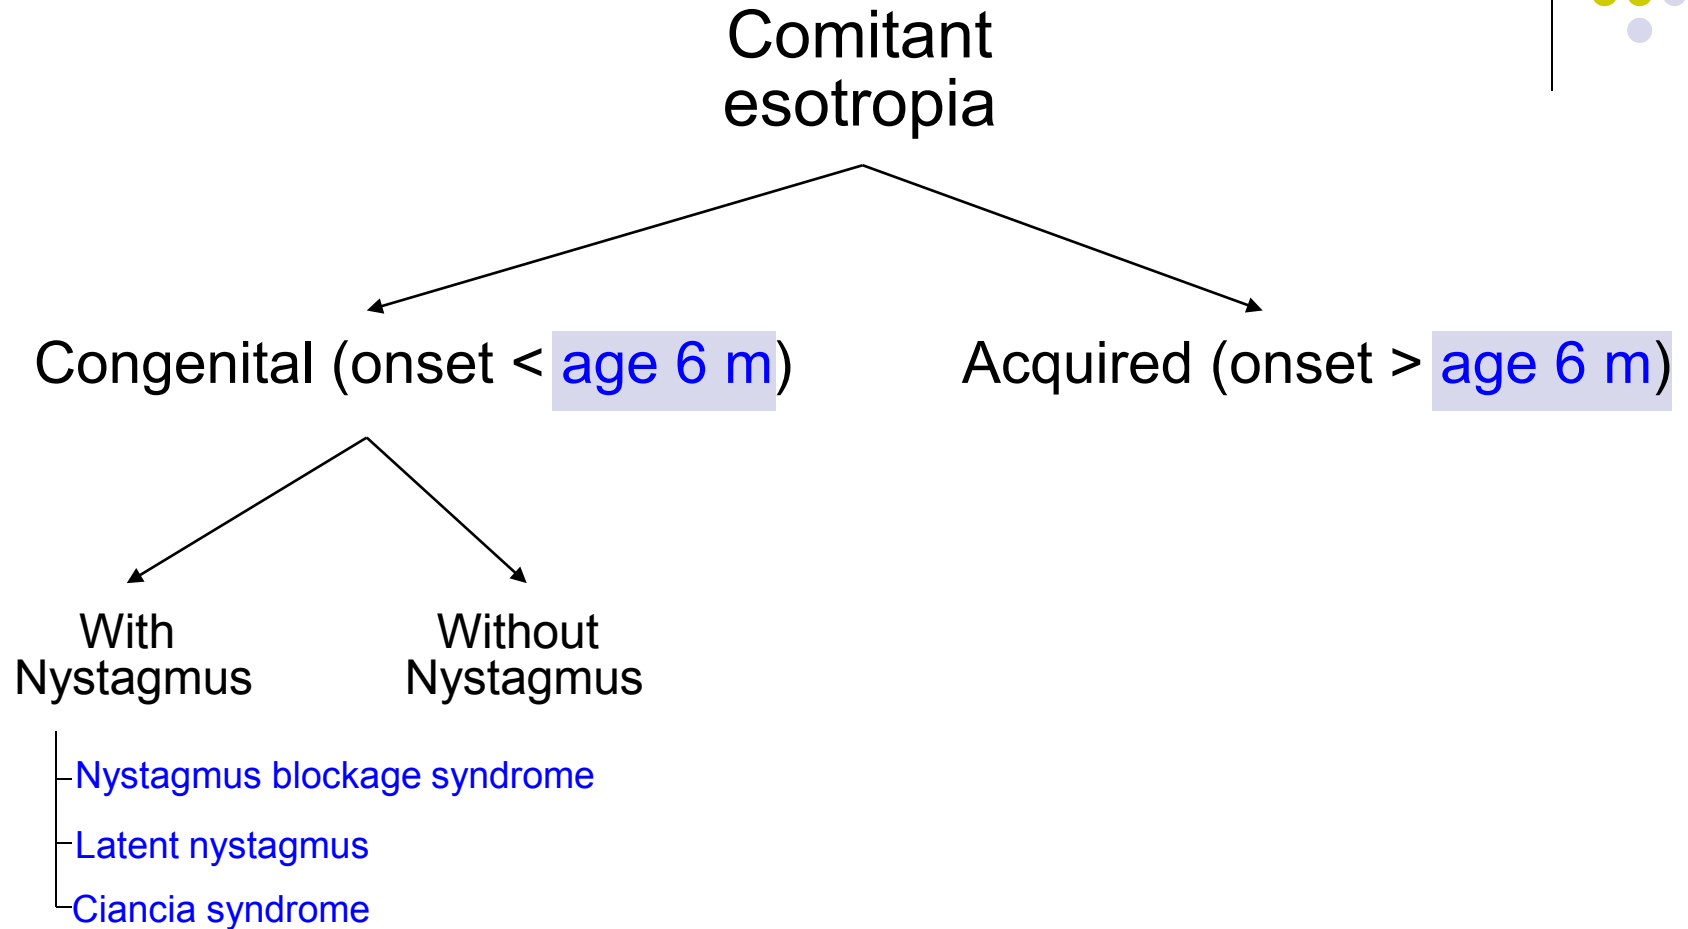 Comitant
esotropia
Congenital (onset < age 6 m)
Acquired (onset > age 6 m)
With
Nystagmus
Without
Nystagmus
Nystagmus blockage syndrome
Latent nystagmus
Ciancia syndrome